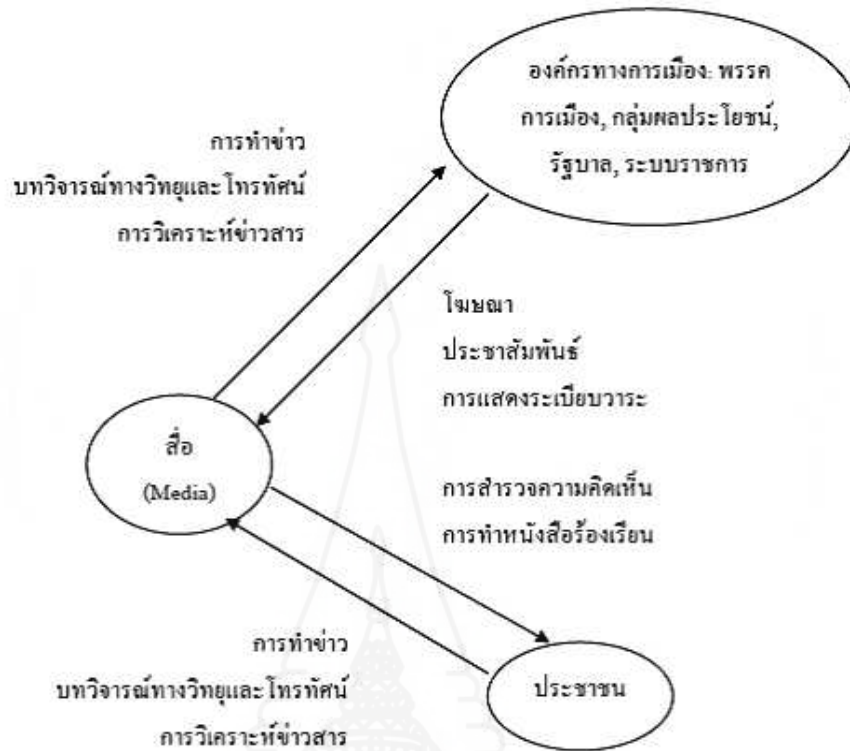 องค์กรทางการเมือง: พรรค
การเมือง, กลุ่มผลประโยชน์,
รัฐบาล, ระบบราชการ
การทำข่าว
บทวิจารณ์ทางวิทยุและโทรทัศน์
การวิเคราะห์ข่าวสาร
โฆษณา
ประชาสัมพันธ์
การแสดงระเบียบวาระ
สื่อ
(Media)
การสำรวจความคิดเห็น
การทำหนังสือร้องเรียน
การทำข่าว
บทวิจารณ์ทางวิทยุและโทรทัศน์
การวิเคราะห์ข่าวสาร
ประชาชน